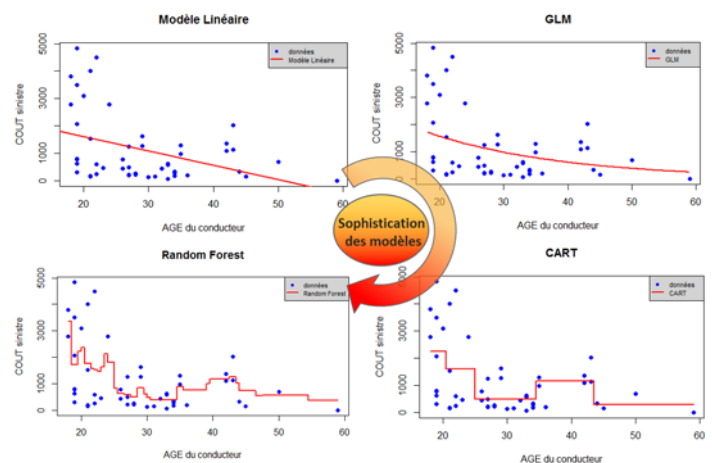 Modèle Linéaire
5000
3000
1000
0
COUT sinistre
données
Modèle Linéaire
20
30
40
50
60
AGE du conducteur
GLM
5000
3000
1000
0
COUT sinistre
données
GLM
20
30
40
50
60
AGE du conducteur
Sophistication
des modèles
Random Forest
5000
3000
1000
0
COUT sinistre
données
Random Forest
20
30
40
50
60
AGE du conducteur
CART
5000
3000
1000
0
COUT sinistre
données
CART
20
30
40
50
60
AGE du conducteur